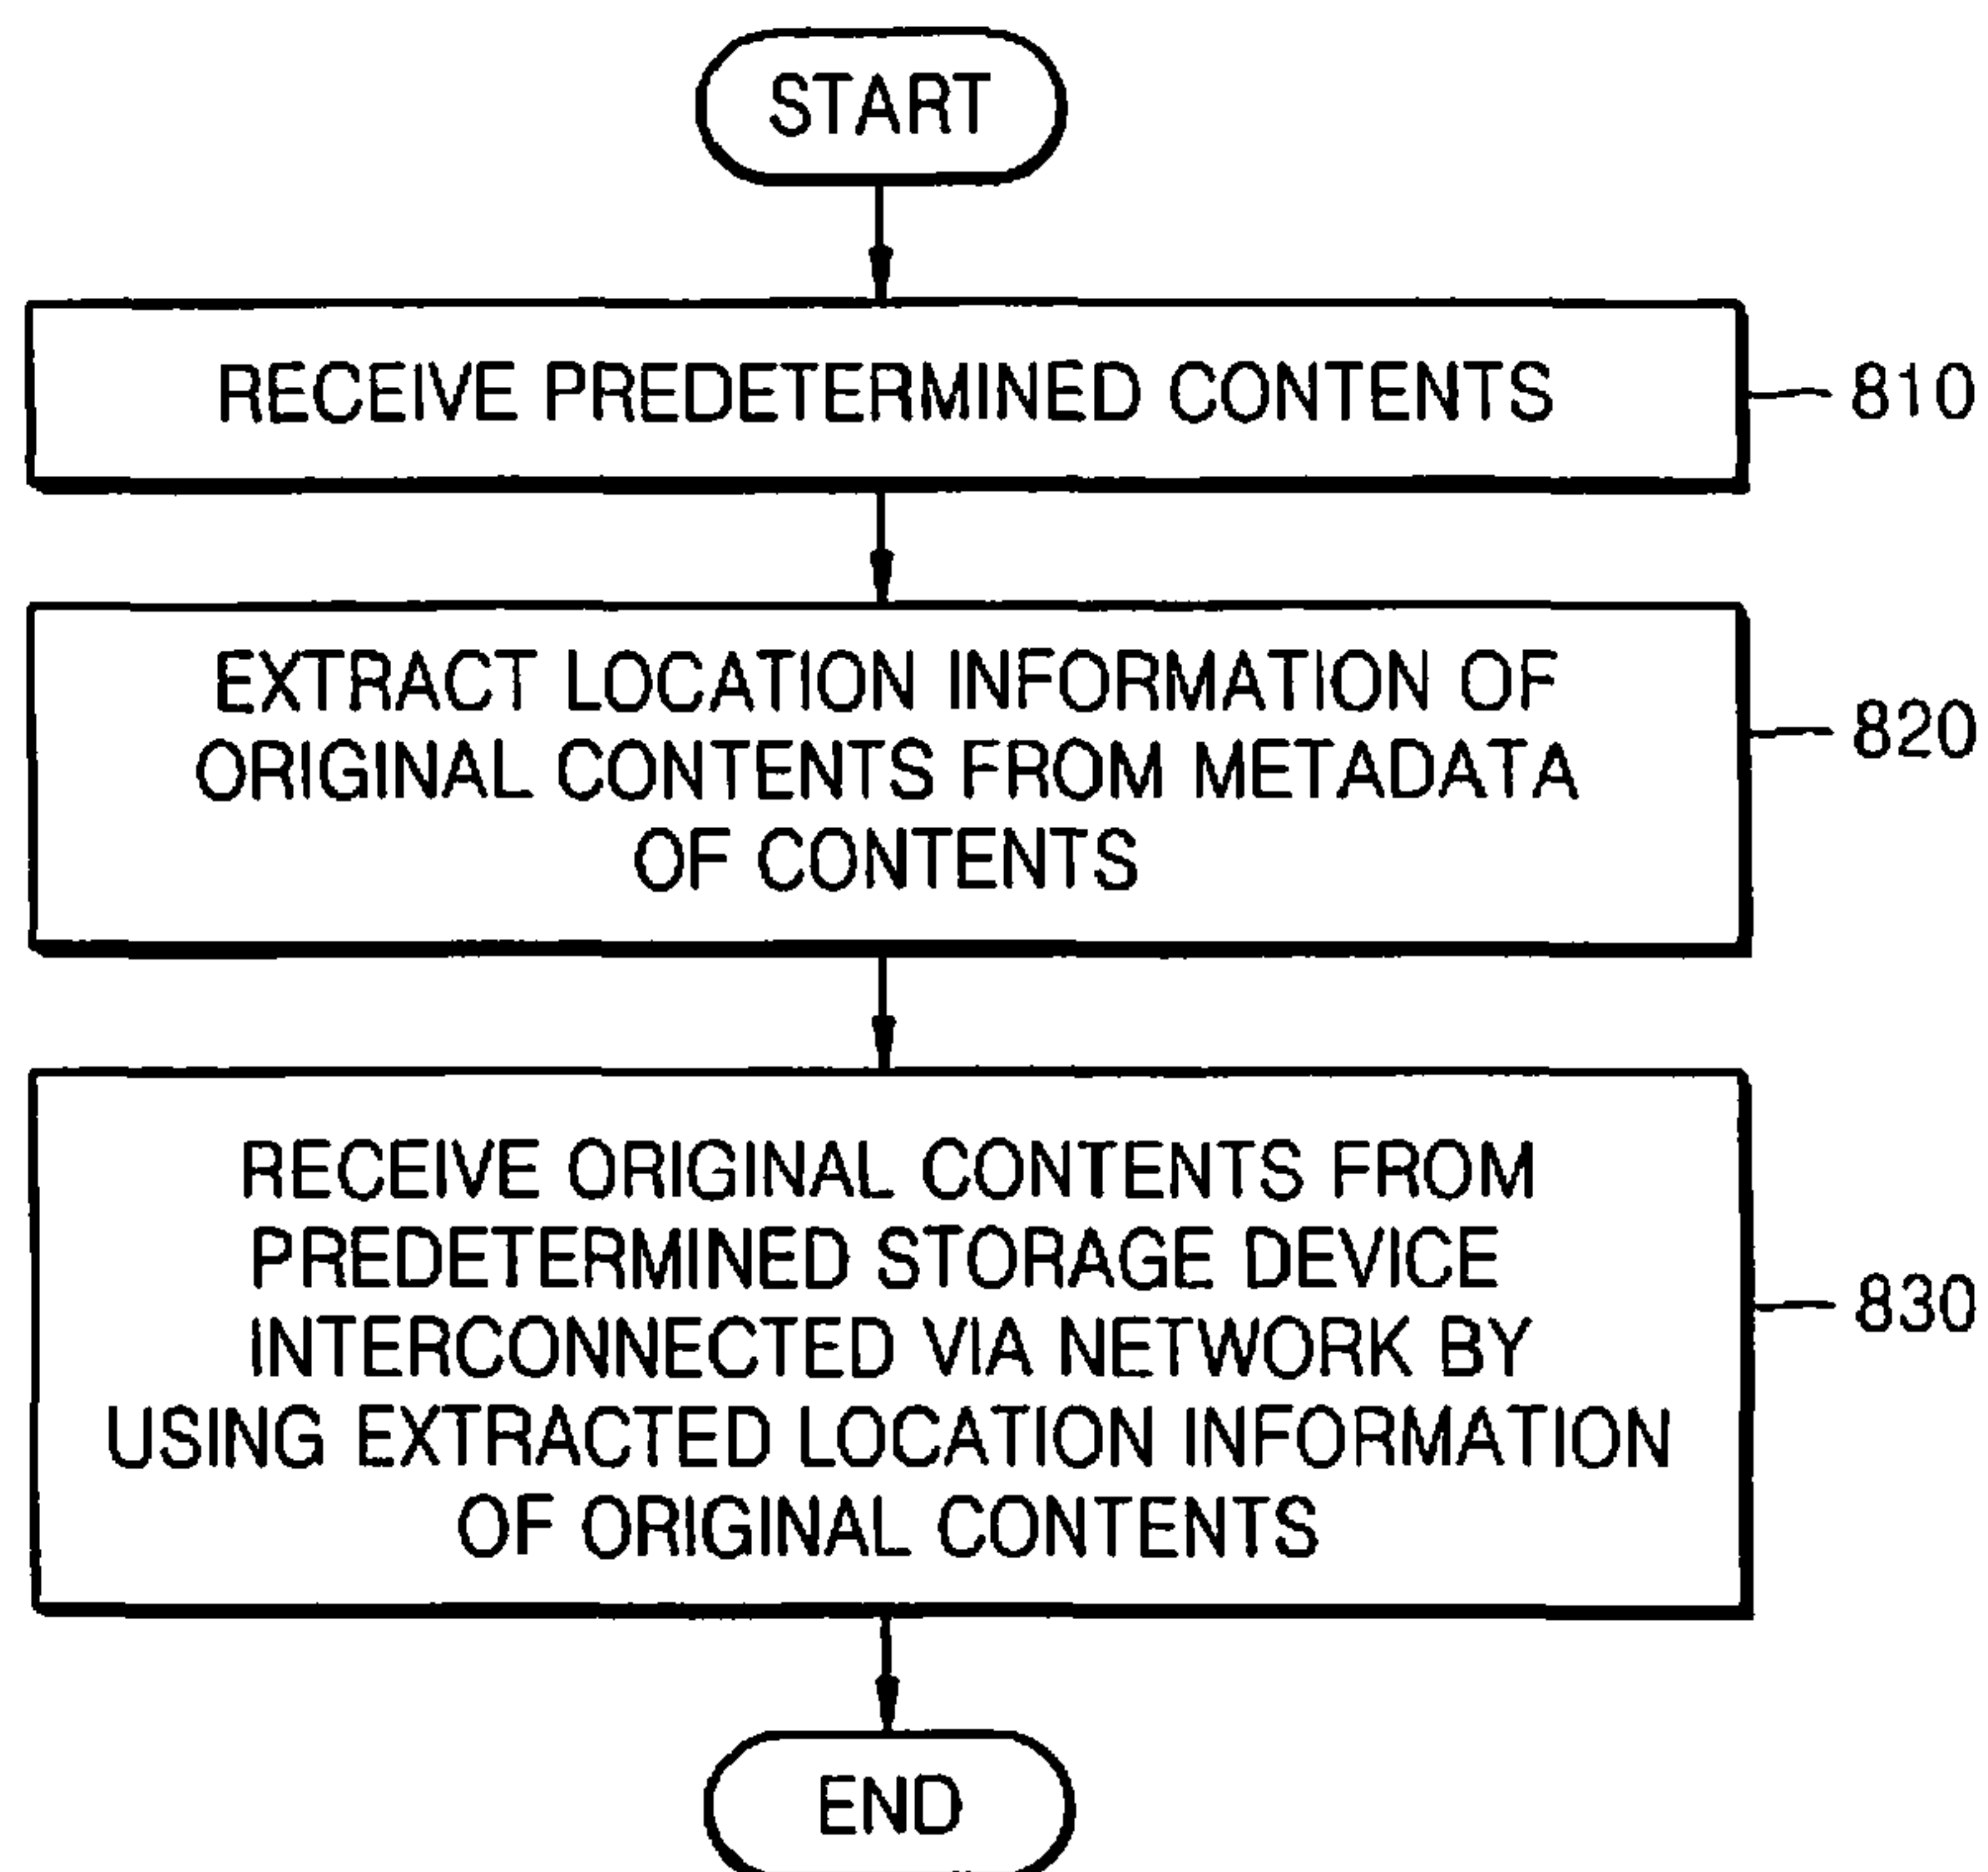 START
RECEIVE PREDETERMINED CONTENTS
810
EXTRACT LOCATION INFORMATION OF
ORIGINAL CONTENTS FROM METADATA
OF CONTENTS
820
RECEIVE ORIGINAL CONTENTS FROM
PREDETERMINED STORAGE DEVICE
INTERCONNECTED VIA NETWORK BY
USING EXTRACTED LOCATION INFORMATION
OF ORIGINAL CONTENTS
830
END